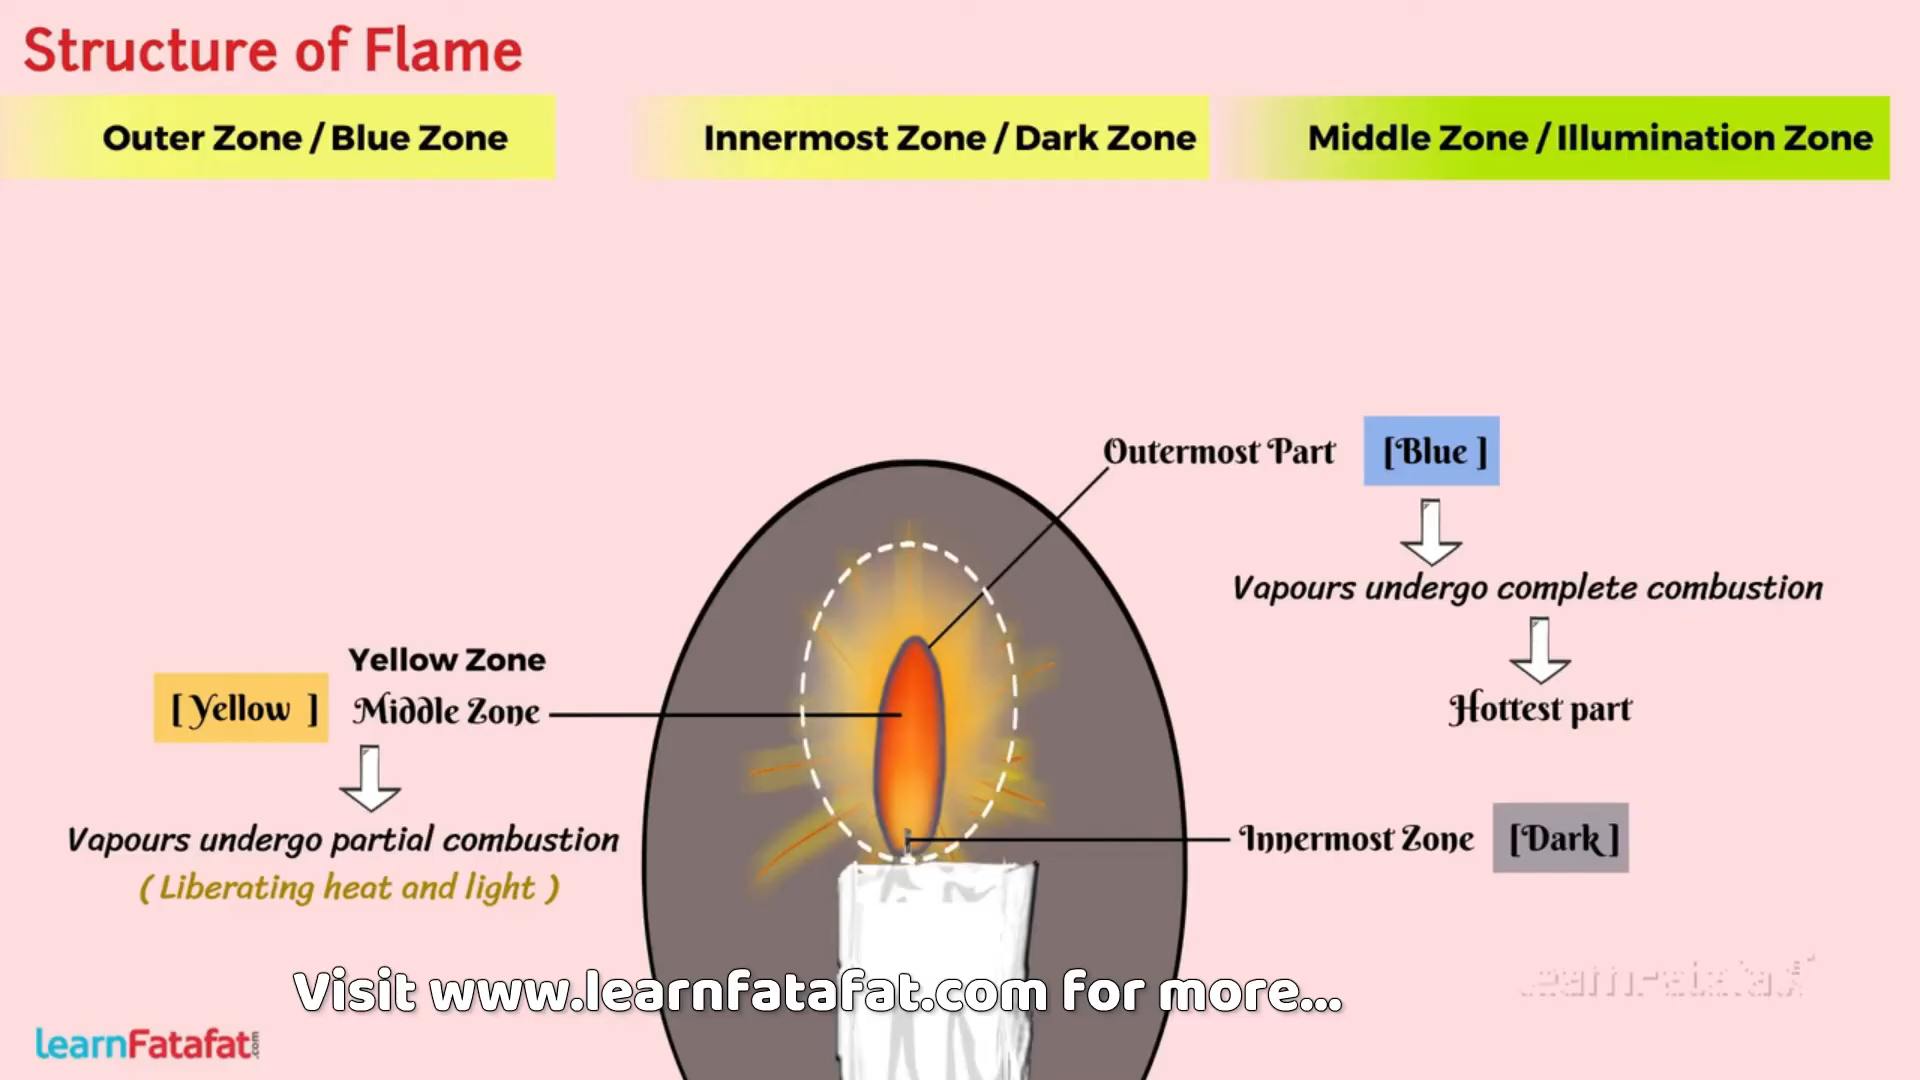 Structure of Flame
Outer Zone / Blue Zone
Innermost Zone / Dark Zone
Middle Zone / Illumination Zone
Outermost Part
[Blue ]
Vapours undergo complete combustion
Hottest part
Yellow Zone
[ Yellow ]
Middle Zone
Vapours undergo partial combustion
( Liberating heat and light )
Innermost Zone
[Dark]
Visit www.learnfatafat.com for more...
learnFatafat.com